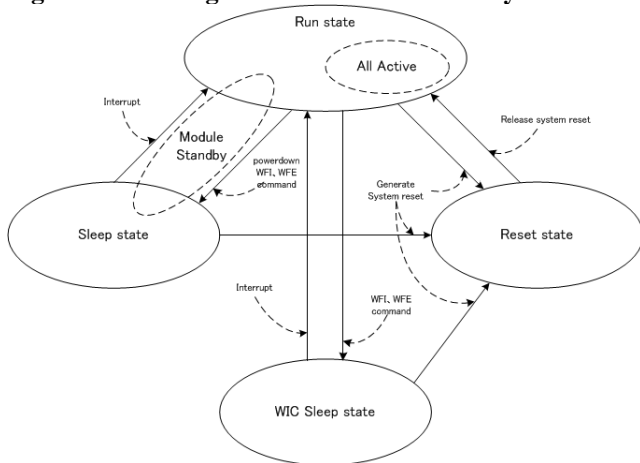 Run state
All Active
Interrupt
Module
Standby
powerdown
WFI、WFE
command
Release system reset
Generate
System reset
Sleep state
Reset state
Interrupt
WFI、WFE
command
WIC Sleep state